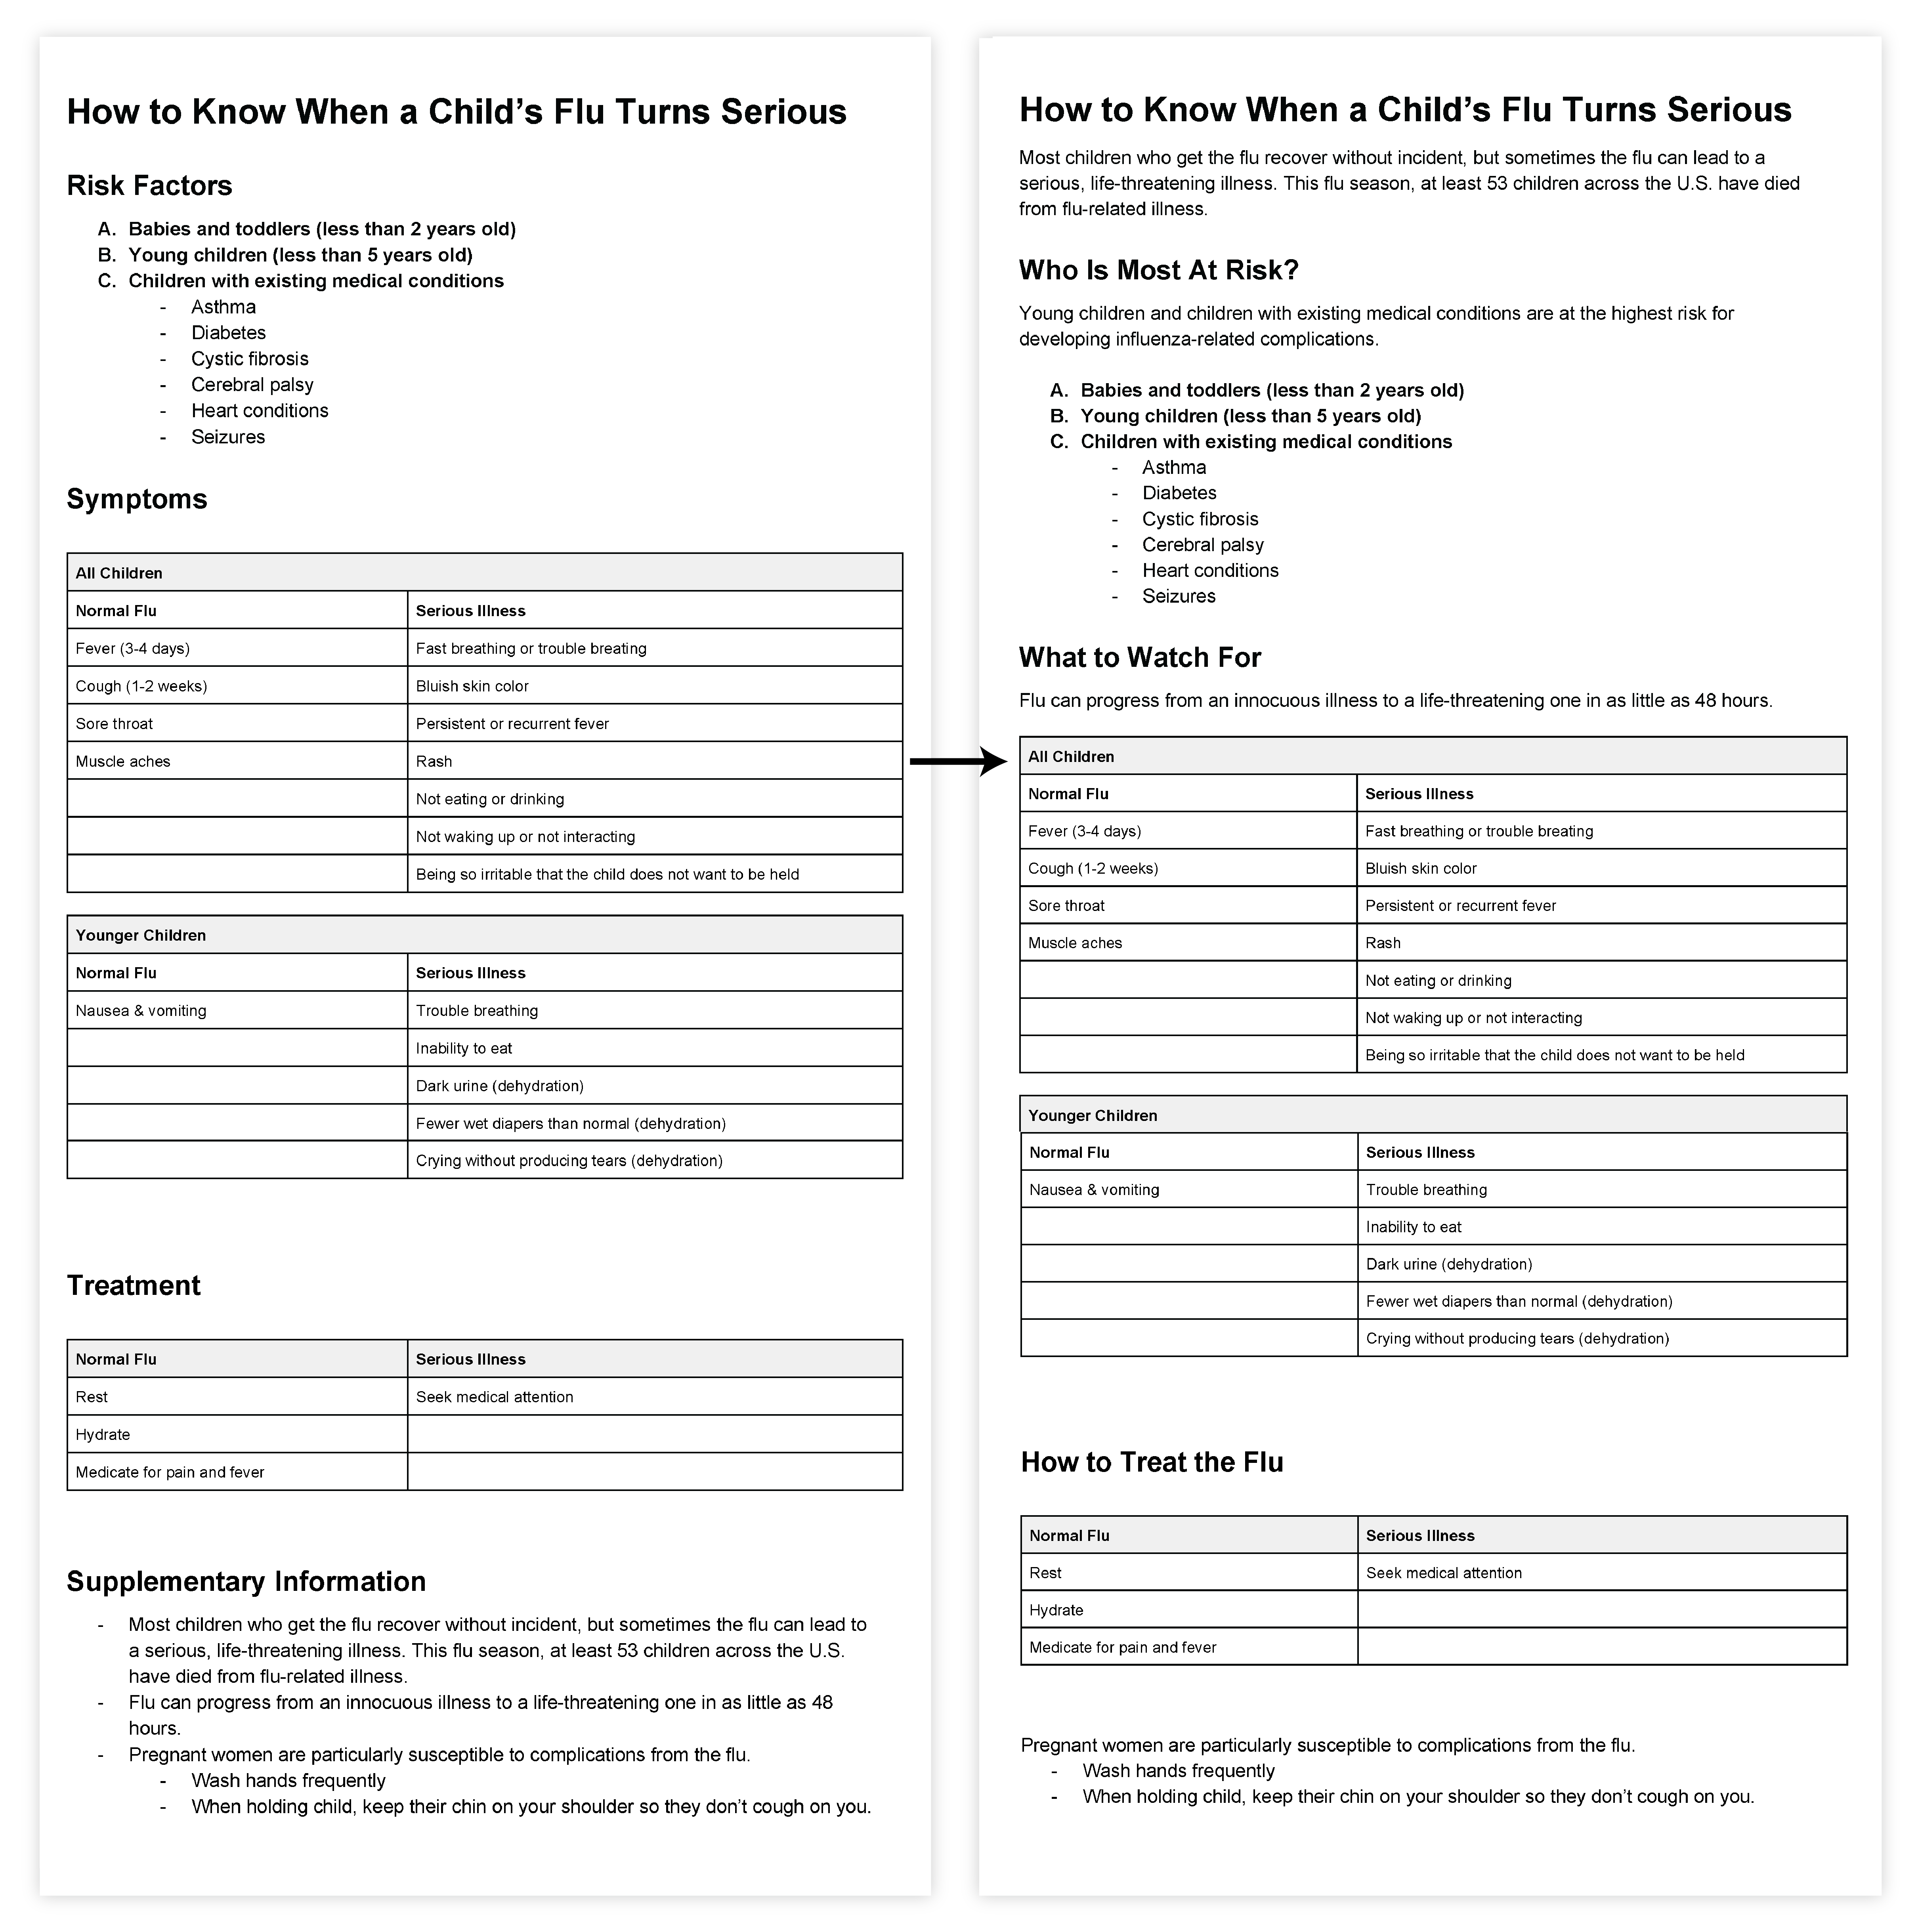 How to Know When a Child’s Flu Turns Serious
Risk Factors
A. Babies and toddlers (less than 2 years old)
B. Young children (less than 5 years old)
C. Children with existing medical conditions
- Asthma
- Diabetes
- Cystic fibrosis
- Cerebral palsy
- Heart conditions
- Seizures
Symptoms
All Children
Normal Flu Serious Illness
Fever (3-4 days) Fast breathing or trouble breating
Cough (1-2 weeks) Bluish skin color
Sore throat Persistent or recurrent fever
Muscle aches Rash
Not eating or drinking
Not waking up or not interacting
Being so irritable that the child does not want to be held
Younger Children
Normal Flu Serious Illness
Nausea & vomiting Trouble breathing
Inability to eat
Dark urine (dehydration)
Fewer wet diapers than normal (dehydration)
Crying without producing tears (dehydration)
Treatment
Normal Flu Serious Illness
Rest Seek medical attention
Hydrate
Medicate for pain and fever
Supplementary Information
- Most children who get the flu recover without incident, but sometimes the flu can lead to
a serious, life-threatening illness. This flu season, at least 53 children across the U.S.
have died from flu-related illness.
- Flu can progress from an innocuous illness to a life-threatening one in as little as 48
hours.
- Pregnant women are particularly susceptible to complications from the flu.
- Wash hands frequently
- When holding child, keep their chin on your shoulder so they don’t cough on you.
How to Know When a Child’s Flu Turns Serious
Most children who get the flu recover without incident, but sometimes the flu can lead to a
serious, life-threatening illness. This flu season, at least 53 children across the U.S. have died
from flu-related illness.
Who Is Most At Risk?
Young children and children with existing medical conditions are at the highest risk for
developing influenza-related complications.
A. Babies and toddlers (less than 2 years old)
B. Young children (less than 5 years old)
C. Children with existing medical conditions
- Asthma
- Diabetes
- Cystic fibrosis
- Cerebral palsy
- Heart conditions
- Seizures
What to Watch For
Flu can progress from an innocuous illness to a life-threatening one in as little as 48 hours.
All Children
Normal Flu Serious Illness
Fever (3-4 days) Fast breathing or trouble breating
Cough (1-2 weeks) Bluish skin color
Sore throat Persistent or recurrent fever
Muscle aches Rash
Not eating or drinking
Not waking up or not interacting
Being so irritable that the child does not want to be held
Younger Children
Normal Flu Serious Illness
Nausea & vomiting Trouble breathing
Inability to eat
Dark urine (dehydration)
Fewer wet diapers than normal (dehydration)
Crying without producing tears (dehydration)
How to Treat the Flu
Normal Flu Serious Illness
Rest Seek medical attention
Hydrate
Medicate for pain and fever
Pregnant women are particularly susceptible to complications from the flu.
- Wash hands frequently
- When holding child, keep their chin on your shoulder so they don’t cough on you.